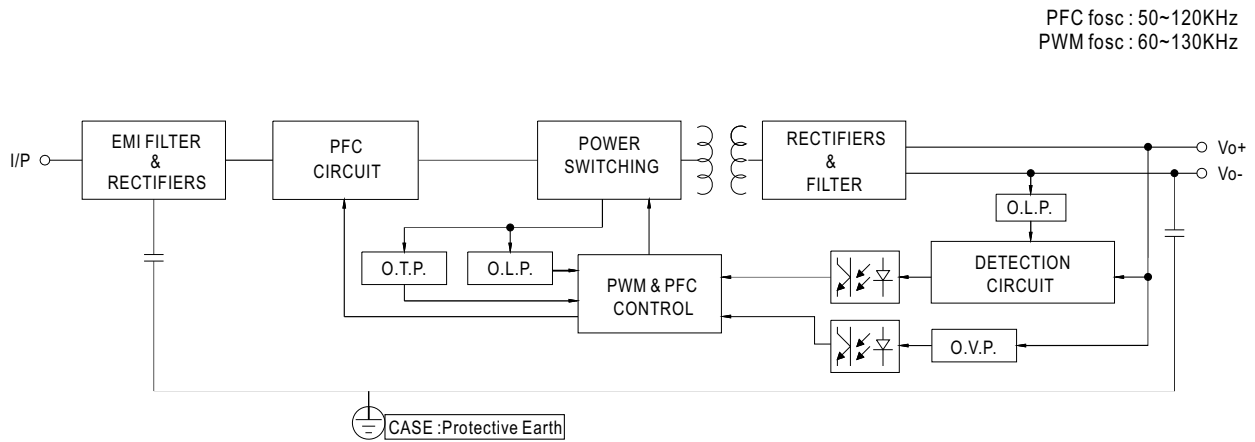 PFC fosc : 50~120KHz
PWM fosc : 60~130KHz
I/P
EMI FILTER
&
RECTIFIERS
PFC
CIRCUIT
POWER
SWITCHING
RECTIFIERS
&
FILTER
Vo+
Vo-
O.L.P.
O.T.P.
O.L.P.
PWM & PFC
CONTROL
DETECTION
CIRCUIT
O.V.P.
CASE :Protective Earth